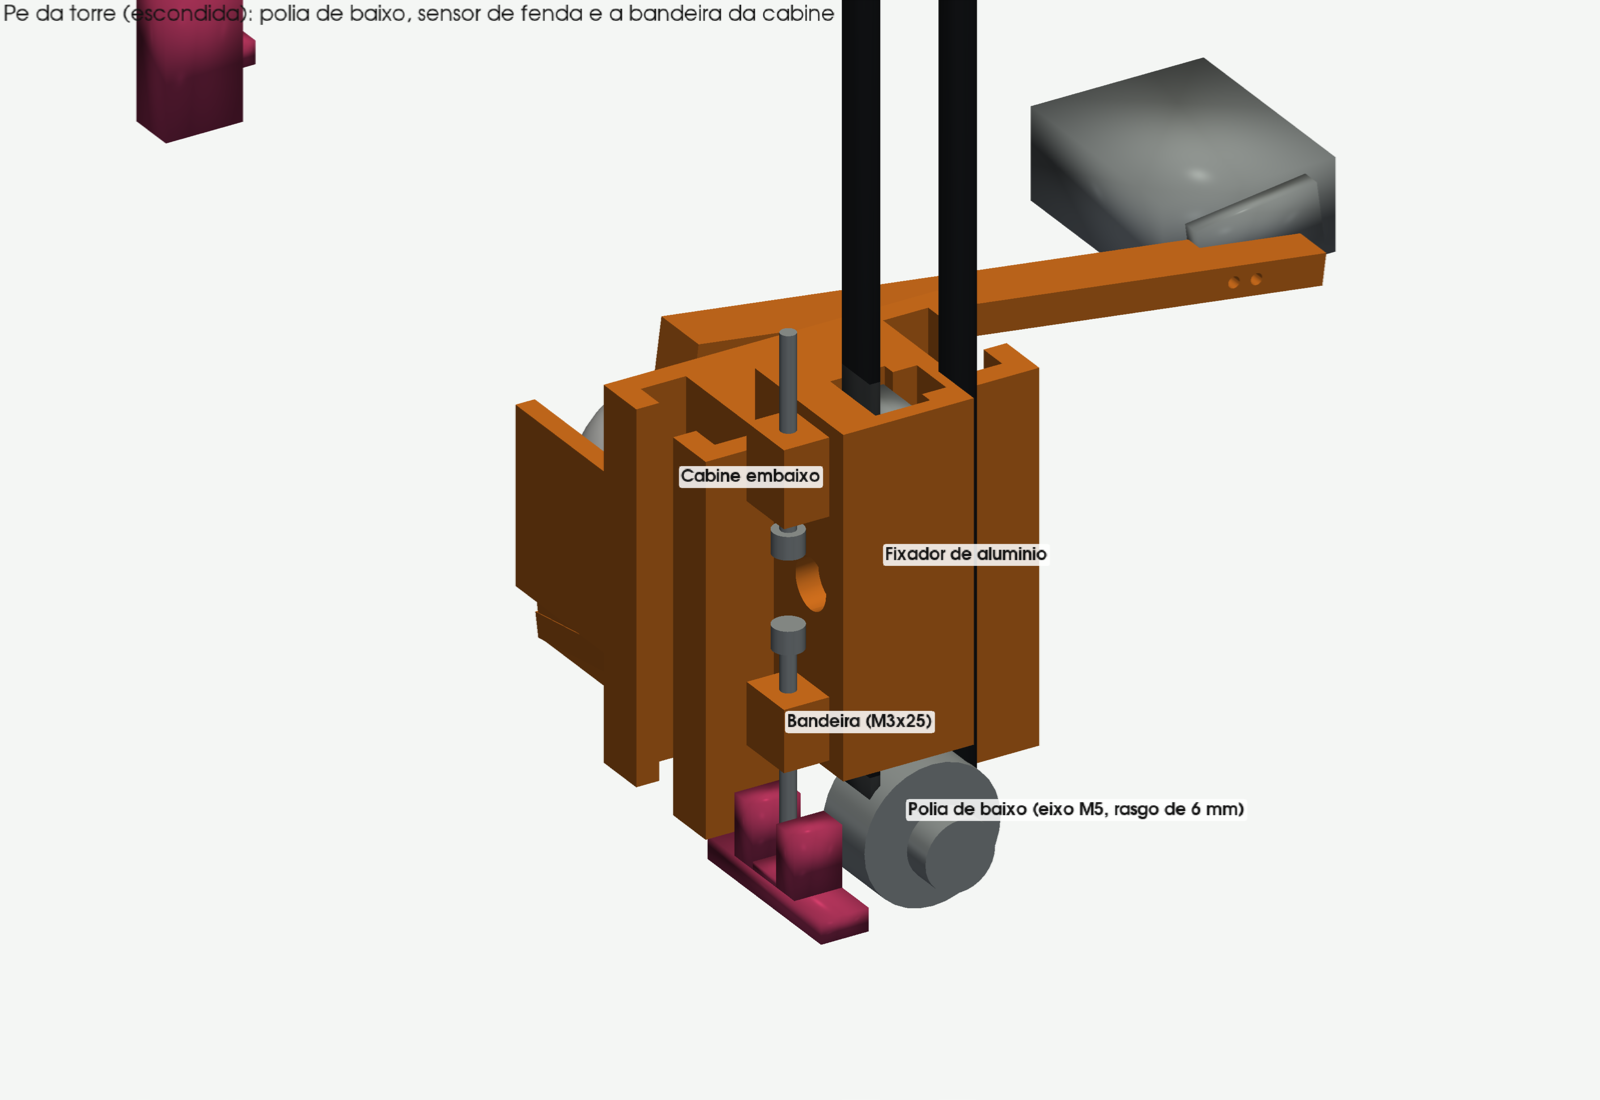 Pe da torre (escondida): polia de baixo, sensor de fenda e a bandeira da cabine
Cabine embaixo
Fixador de aluminio
Bandeira (M3x25)
Polia de baixo (eixo M5, rasgo de 6 mm)